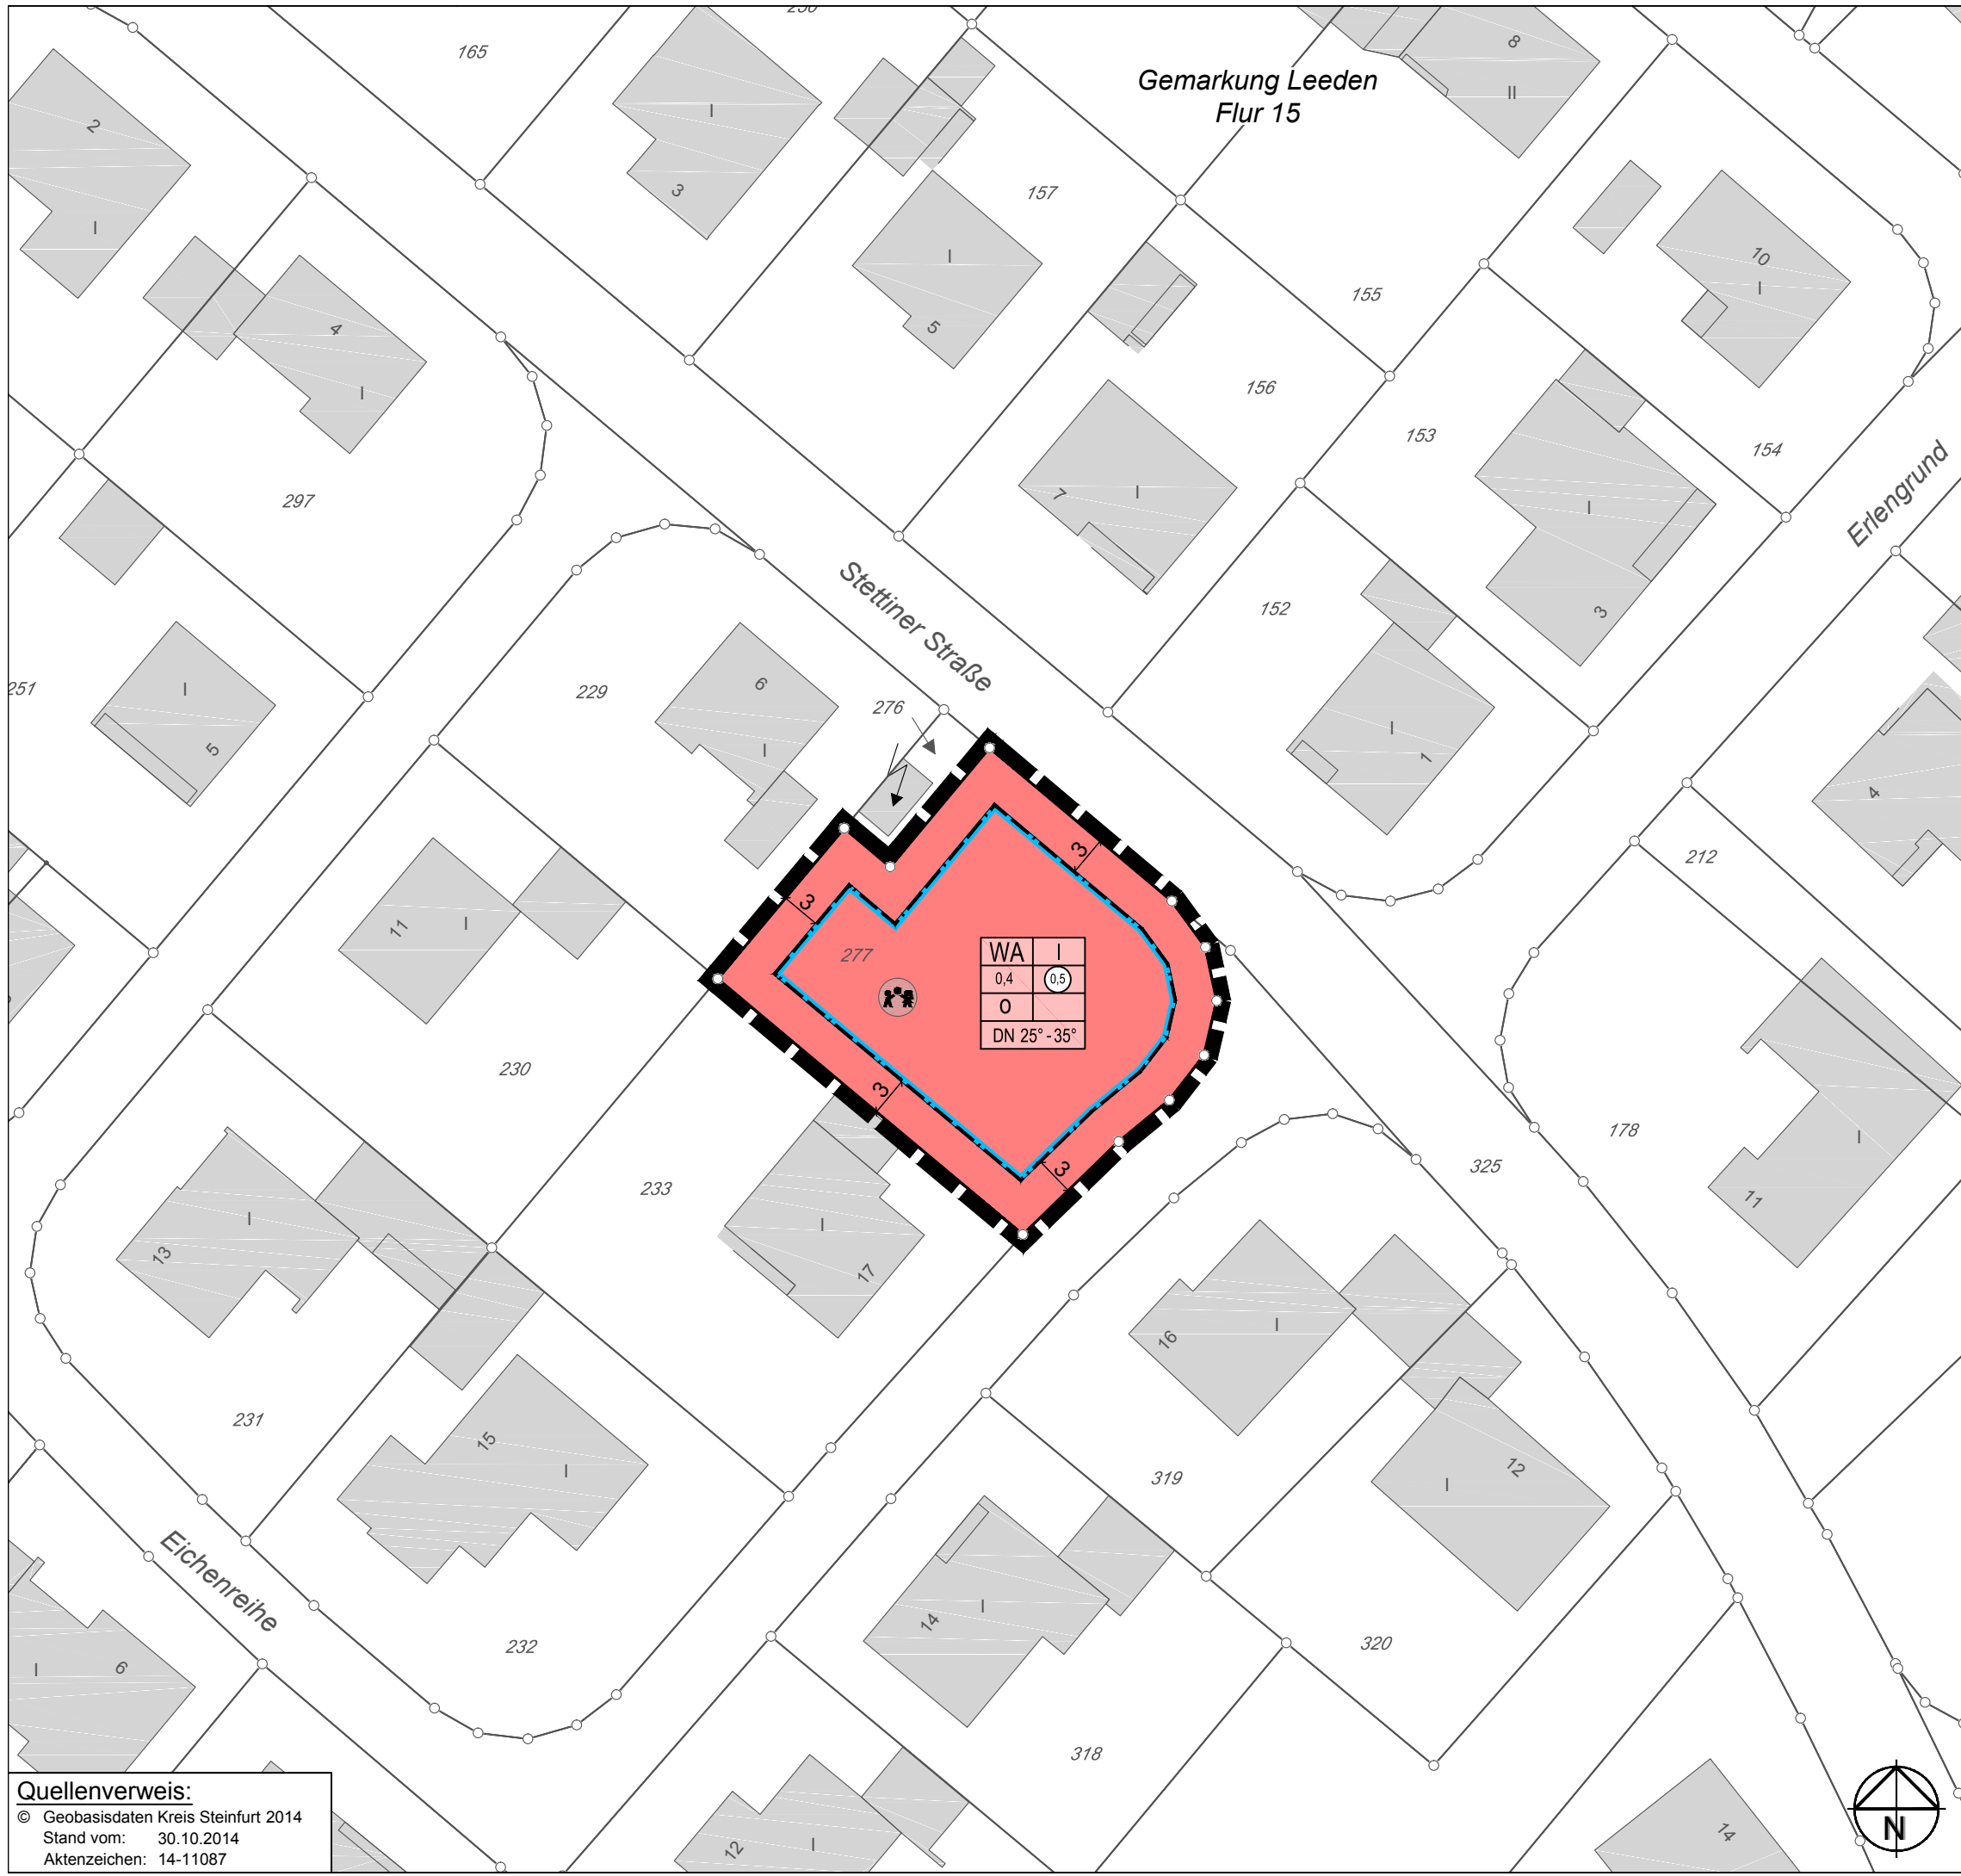 250
165
Gemarkung Leeden
Flur 15
8
II
2
I
I
3
157
I
5
10
I
155
4
I
156
153
154
Erlengrund
297
7
I
I
3
Stettiner Straße
152
251
I
5
229
6
I
276
I
1
4
212
3
3
11
I
277
WA I
0,4 0,5
o
DN 25° - 35°
230
3
3
178
325
I
11
233
I
17
I
13
16
I
231
15
I
319
I
12
Eichenreihe
I
14
I
6
232
320
318
Quellenverweis:
© Geobasisdaten Kreis Steinfurt 2014
Stand vom: 30.10.2014
Aktenzeichen: 14-11087
12
I
14
N